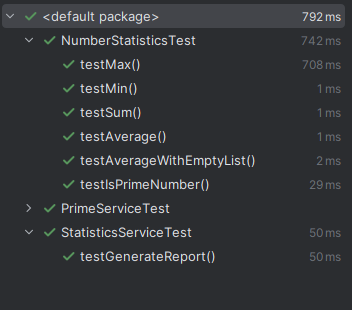 <default package> 792 ms
NumberStatisticsTest 742 ms
testMax() 708 ms
testMin() 1 ms
testSum() 1 ms
testAverage() 1 ms
testAverageWithEmptyList() 2 ms
testIsPrimeNumber() 29 ms
PrimeServiceTest
StatisticsServiceTest 50 ms
testGenerateReport() 50 ms